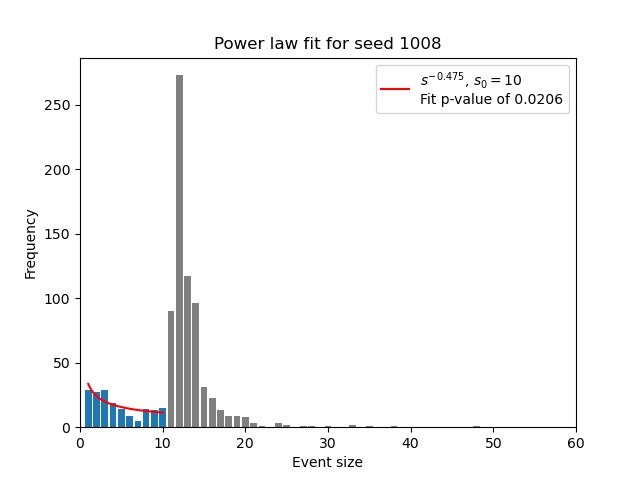 Power law fit for seed 1008
s^{-0.475}, s_0 = 10
Fit p-value of 0.0206
Frequency
250
200
150
100
50
0
0 10 20 30 40 50 60
Event size